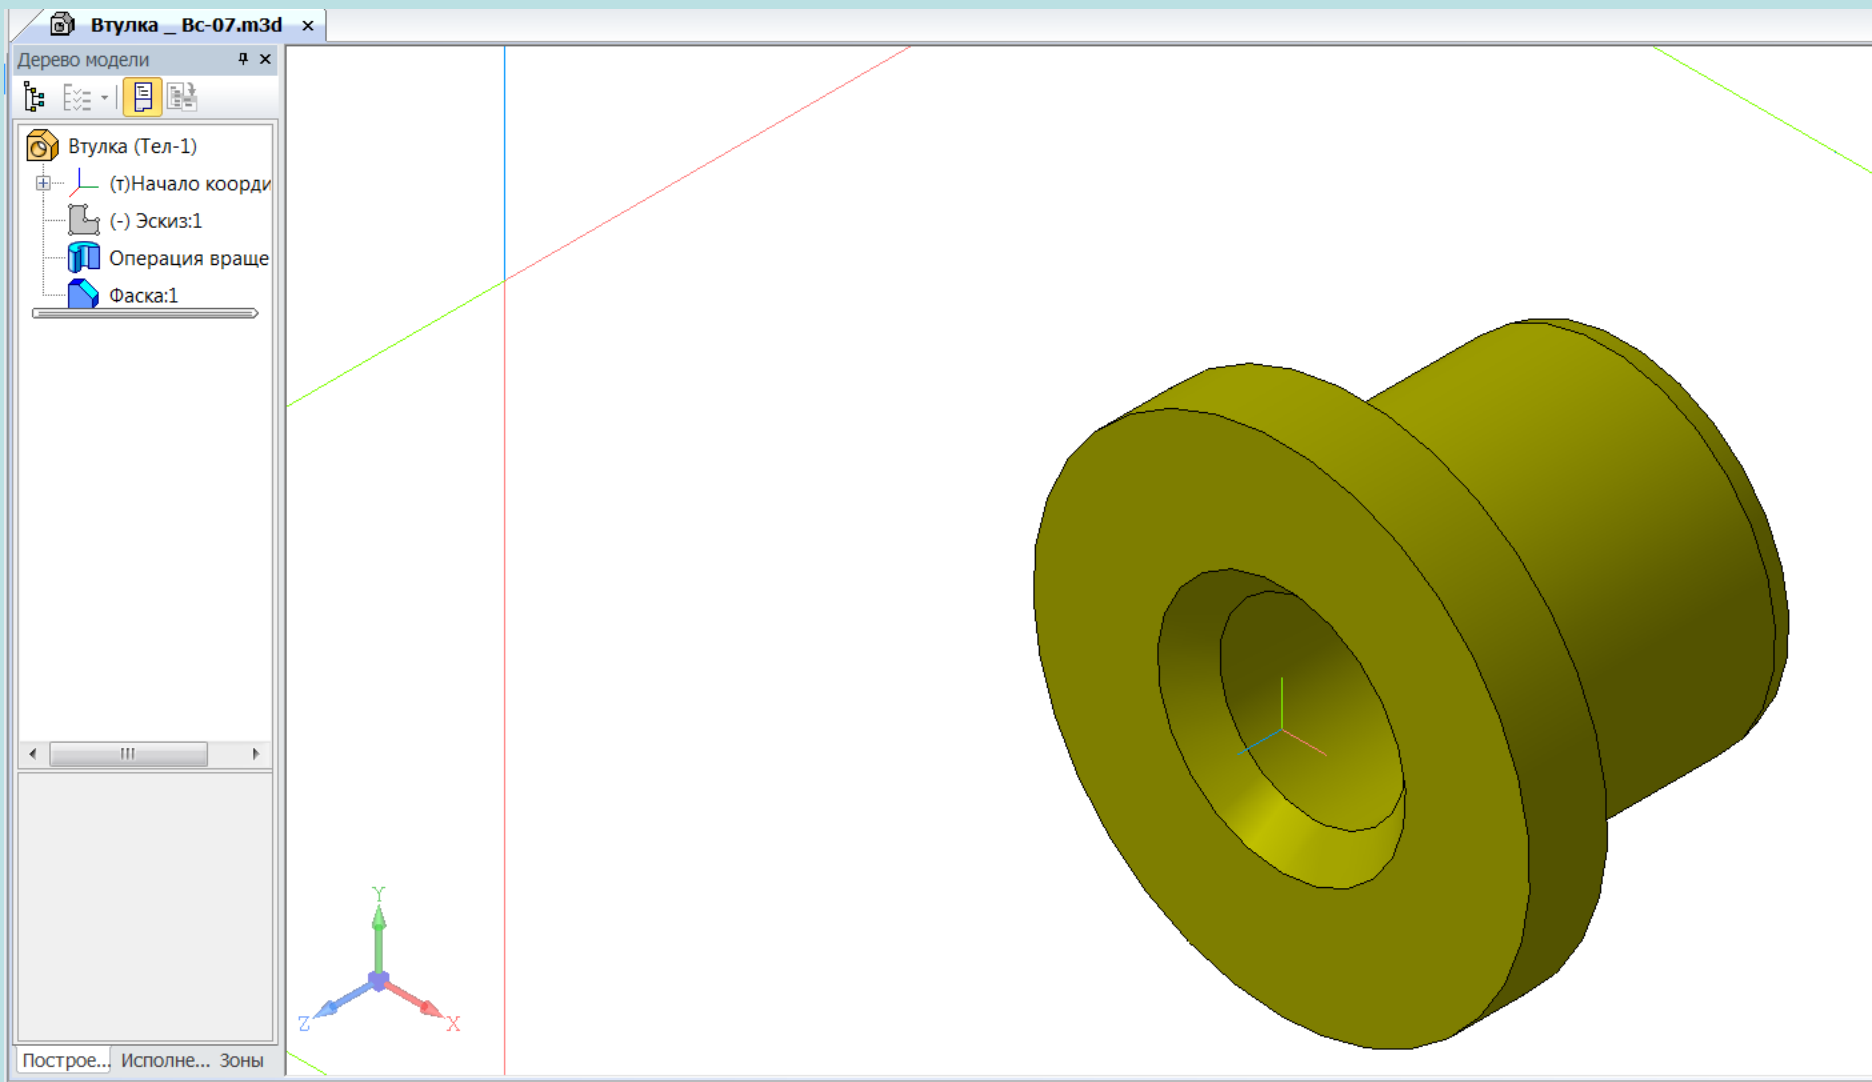 Втулка _ Вс-07.m3d
Дерево модели
Втулка (Тел-1)
(т)Начало коорди
(-) Эскиз:1
Операция враще
Фаска:1
Y
Z
X
Построе... Исполне... Зоны